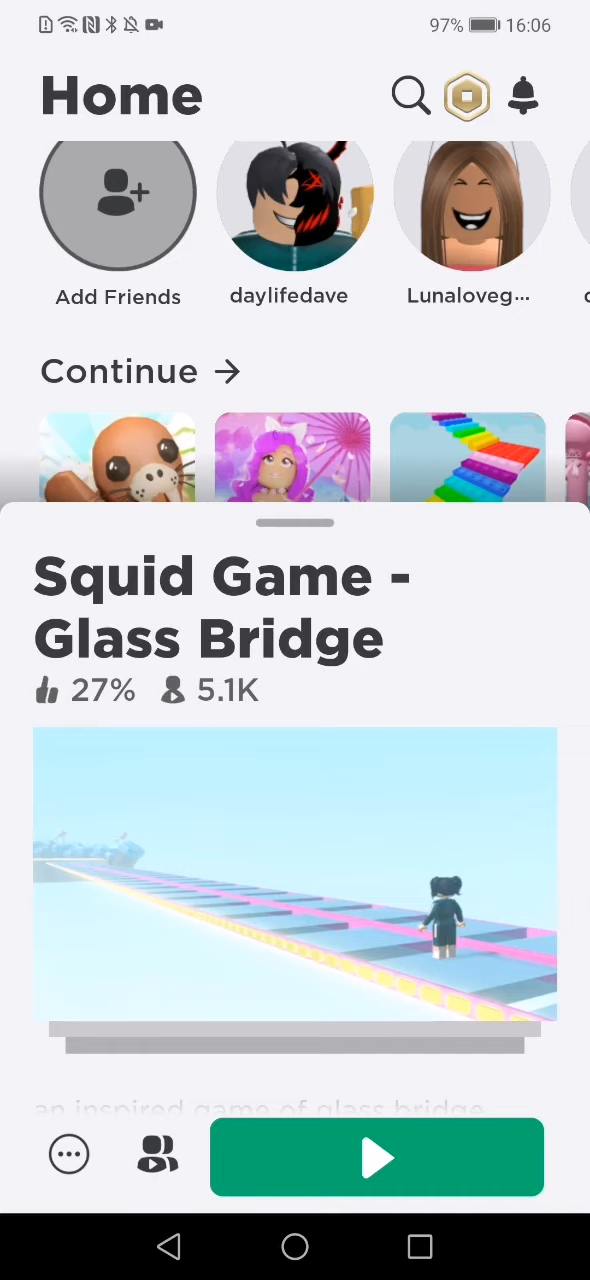 97% 16:06
Home
Add Friends
daylifedave
Lunaloveg...
Continue →
Squid Game -
Glass Bridge
27% 5.1K
an inspired game of glass bridge